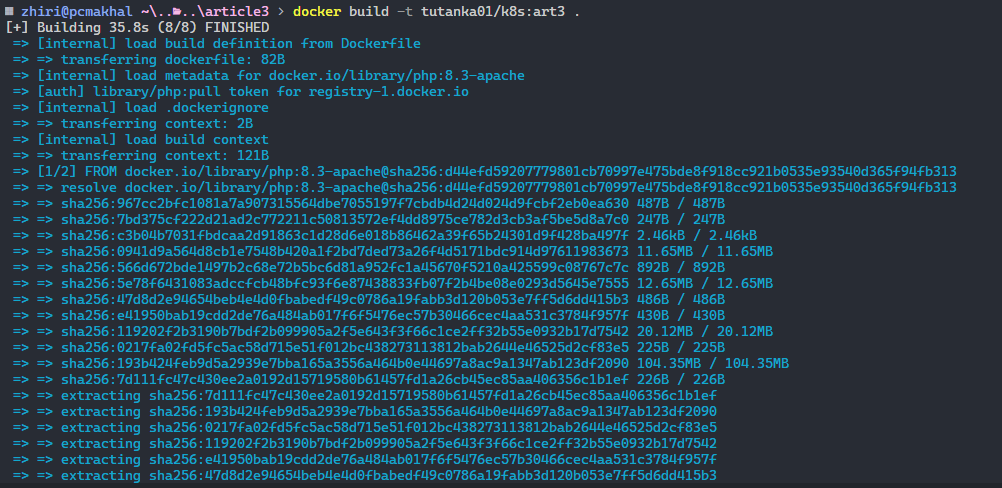 zhiri@pcmakhal ~\..\..\article3 > docker build -t tutanka01/k8s:art3 .
[+] Building 35.8s (8/8) FINISHED
=> [internal] load build definition from Dockerfile
=> => transferring dockerfile: 82B
=> [internal] load metadata for docker.io/library/php:8.3-apache
=> [auth] library/php:pull token for registry-1.docker.io
=> [internal] load .dockerignore
=> => transferring context: 2B
=> [internal] load build context
=> => transferring context: 121B
=> [1/2] FROM docker.io/library/php:8.3-apache@sha256:d44efd59207779801cb70997e475bde8f918cc921b0535e93540d365f94fb313
=> => resolve docker.io/library/php:8.3-apache@sha256:d44efd59207779801cb70997e475bde8f918cc921b0535e93540d365f94fb313
=> => sha256:967cc2bfc1081a7a907315564dbe7055197f7cbdb4d24d024d9fcbf2eb0ea630 487B / 487B
=> => sha256:7bd375cf222d21ad2c772211c50813572ef4dd8975ce782d3cb3af5be5d8a7c0 247B / 247B
=> => sha256:c3b04b7031fbdcaa2d91863c1d28d6e018b86462a39f65b24301d9f428ba497f 2.46kB / 2.46kB
=> => sha256:0941d9a564d8cb1e7548b420a1f2bd7ded73a26f4d5171bdc914d97611983673 11.65MB / 11.65MB
=> => sha256:566d672bde1497b2c68e72b5bc6d81a952fc1a45670f5210a425599c08767c7c 892B / 892B
=> => sha256:5e78f6431083adccfcb48bfc93f6e87438833fb07f2b4be08e0293d5645e7555 12.65MB / 12.65MB
=> => sha256:47d8d2e94654beb4e4d0fbabedf49c0786a19fabb3d120b053e7ff5d6dd415b3 486B / 486B
=> => sha256:e41950bab19cdd2de76a484ab017f6f5476ec57b30466cec4aa531c3784f957f 430B / 430B
=> => sha256:119202f2b3190b7bdf2b099905a2f5e643f3f66c1ce2ff32b55e0932b17d7542 20.12MB / 20.12MB
=> => sha256:0217fa02fd5fc5ac58d715e51f012bc438273113812bab2644e46525d2cf83e5 225B / 225B
=> => sha256:193b424feb9d5a2939e7bba165a3556a464b0e44697a8ac9a1347ab123df2090 104.35MB / 104.35MB
=> => sha256:7d111fc47c430ee2a0192d15719580b61457fd1a26cb45ec85aa406356c1b1ef 226B / 226B
=> => extracting sha256:7d111fc47c430ee2a0192d15719580b61457fd1a26cb45ec85aa406356c1b1ef
=> => extracting sha256:193b424feb9d5a2939e7bba165a3556a464b0e44697a8ac9a1347ab123df2090
=> => extracting sha256:0217fa02fd5fc5ac58d715e51f012bc438273113812bab2644e46525d2cf83e5
=> => extracting sha256:119202f2b3190b7bdf2b099905a2f5e643f3f66c1ce2ff32b55e0932b17d7542
=> => extracting sha256:e41950bab19cdd2de76a484ab017f6f5476ec57b30466cec4aa531c3784f957f
=> => extracting sha256:47d8d2e94654beb4e4d0fbabedf49c0786a19fabb3d120b053e7ff5d6dd415b3